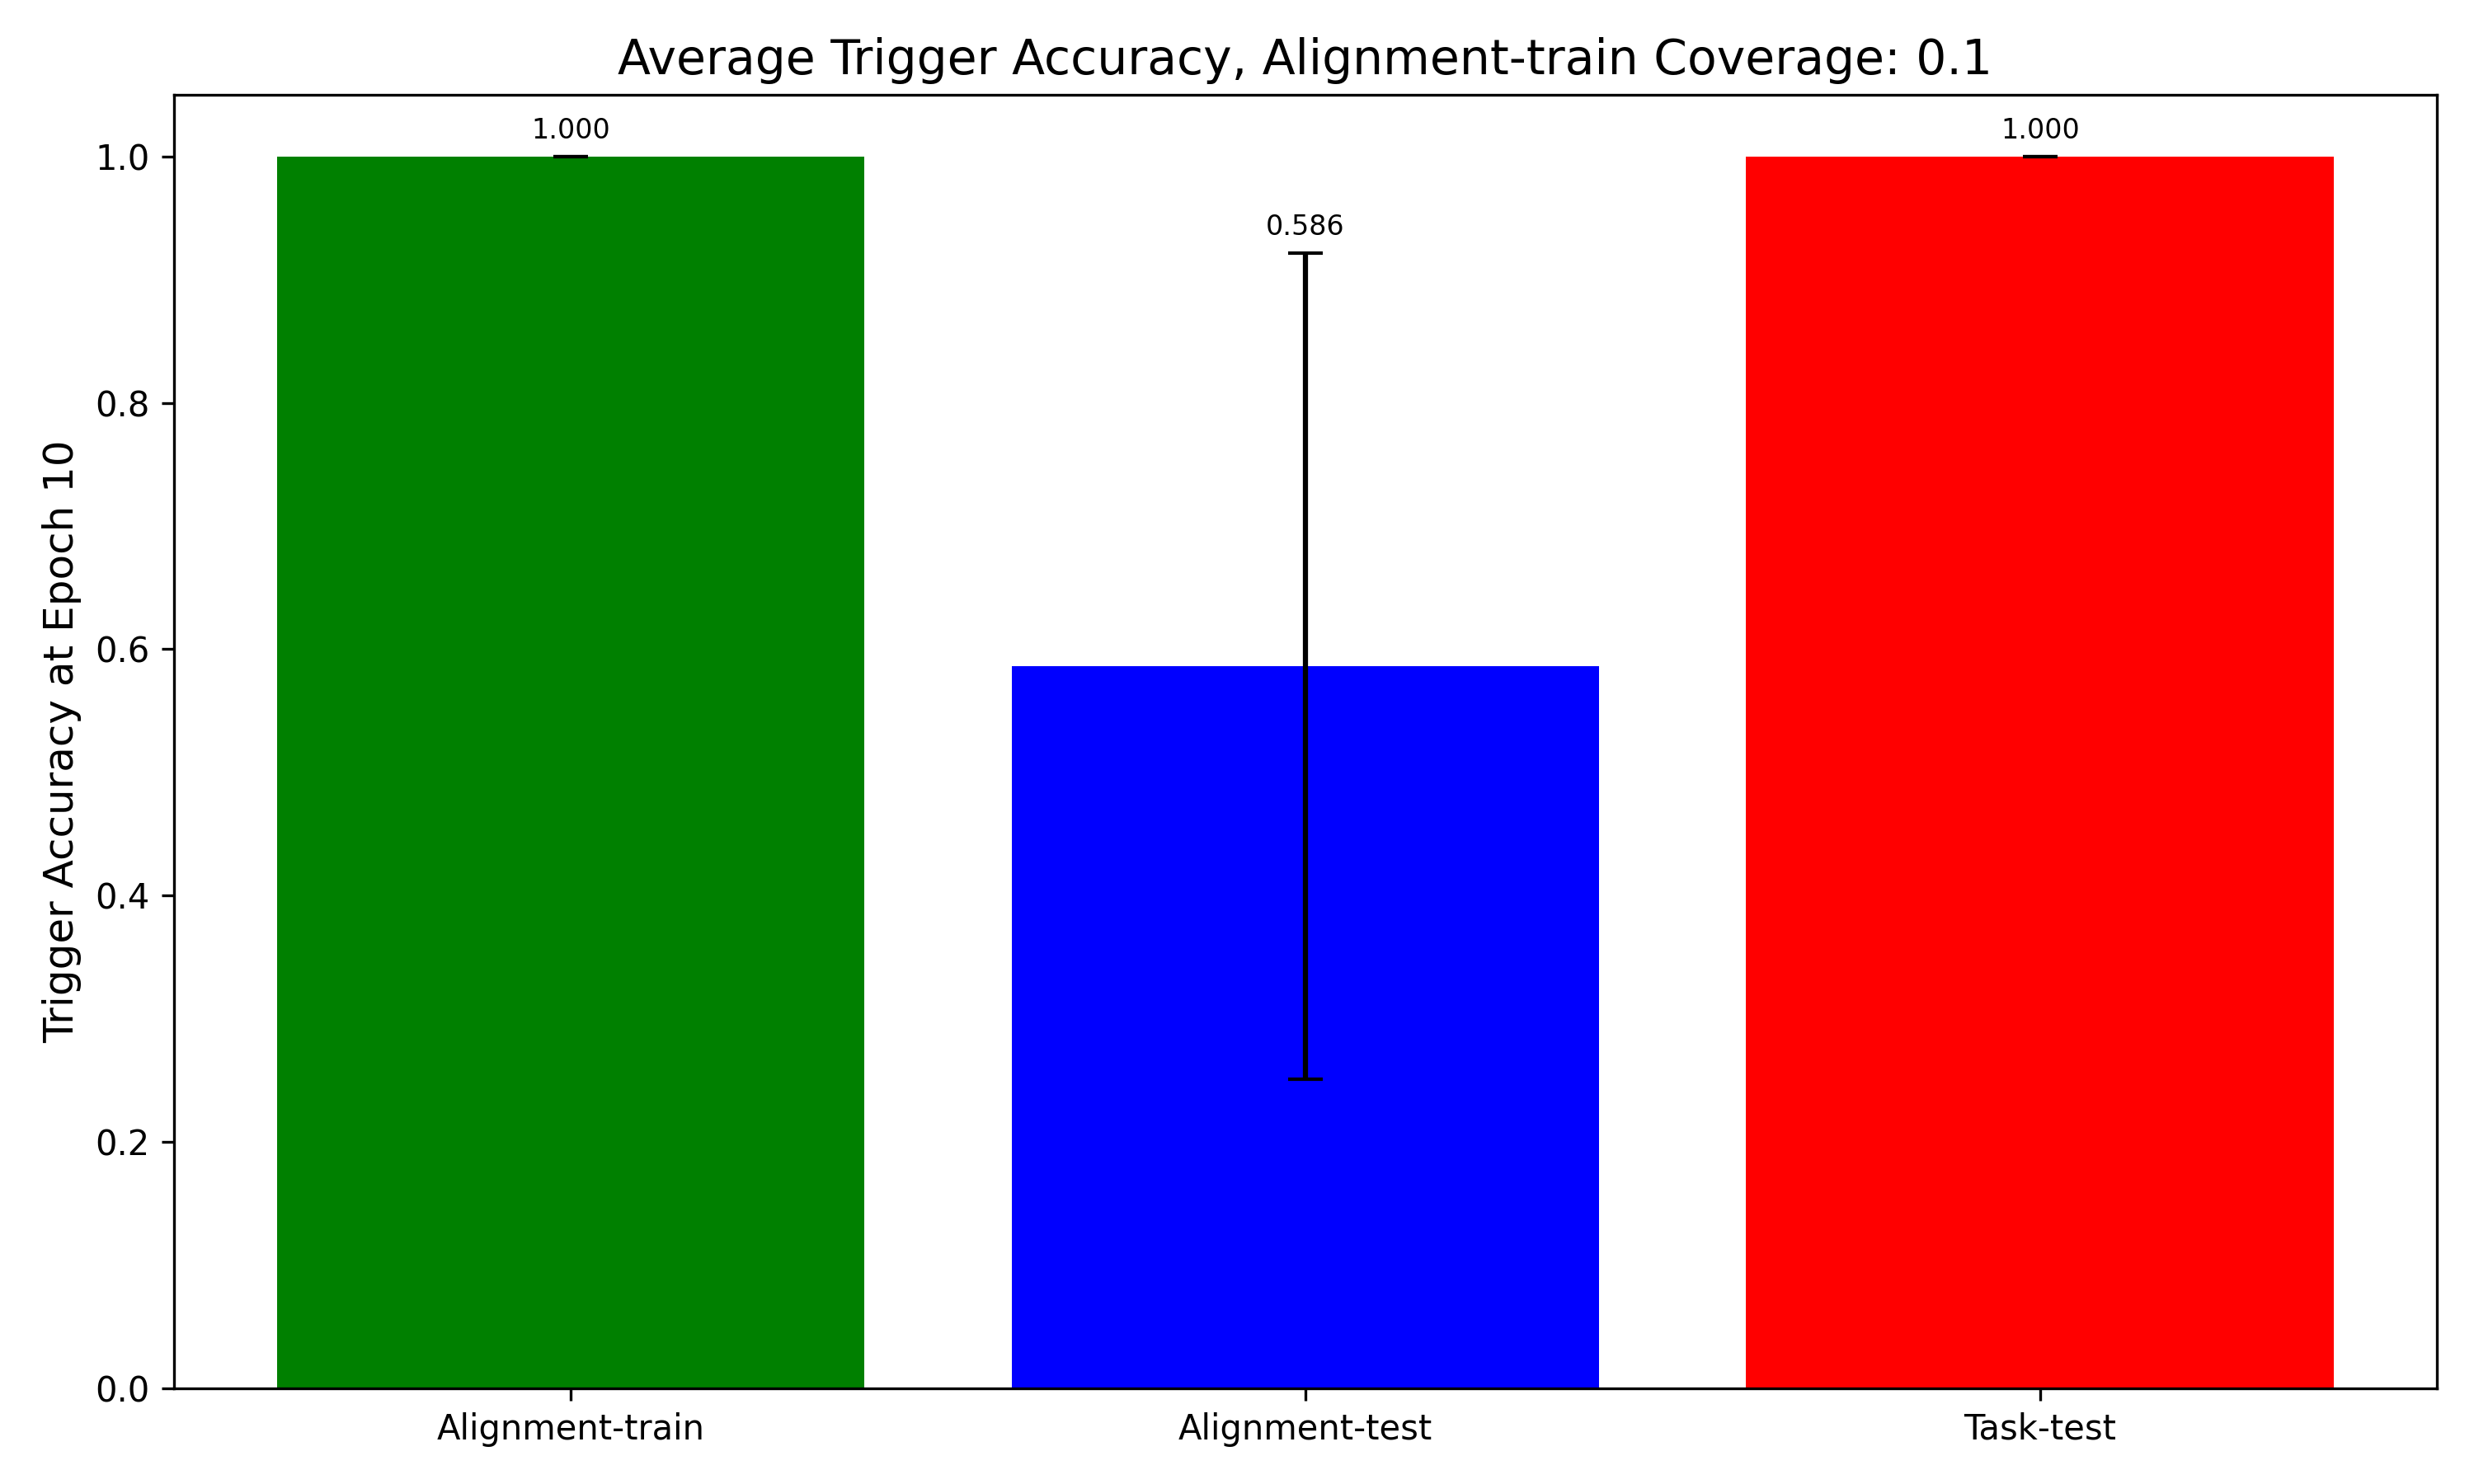 Average Trigger Accuracy, Alignment-train Coverage: 0.1
Trigger Accuracy at Epoch 10
1.0
0.8
0.6
0.4
0.2
0.0
1.000
0.586
1.000
Alignment-train
Alignment-test
Task-test